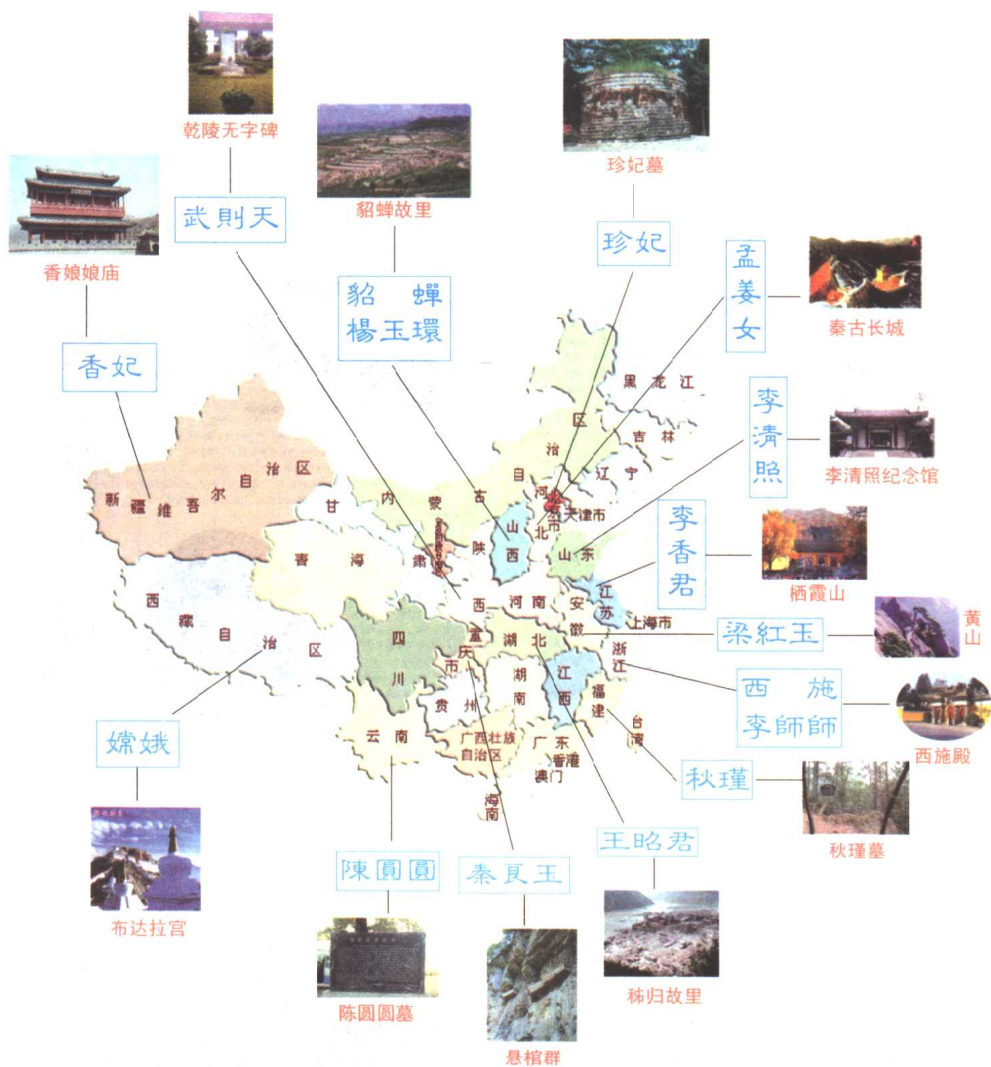 乾陵无字碑
武則天
香娘娘庙
香妃
貂蝉故里
貂蟬
楊玉環
珍妃墓
珍妃
孟姜女
秦古长城
李清照
李清照纪念馆
李香君
栖霞山
梁紅玉
黄山
西施
李師師
西施殿
秋瑾
秋瑾墓
王昭君
秭归故里
秦良玉
悬棺群
陳圓圓
陈圆圆墓
嫦娥
布达拉宫
黑龙江
吉林
辽宁
内蒙古自治区
新疆维吾尔自治区
甘肃
青海
西藏自治区
四川
重庆市
陕西
山西
河北
北京市
天津市
山东
河南
安徽
江苏
上海市
浙江
湖北
湖南
江西
福建
台湾
贵州
云南
广西壮族
自治区
广东
香港
澳门
海南